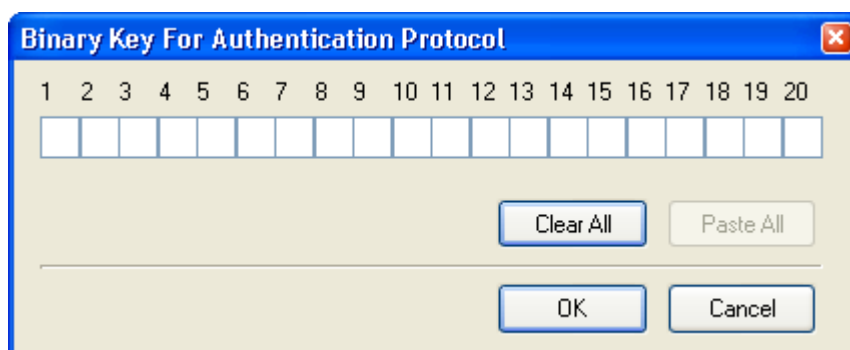 Binary Key For Authentication Protocol
1 2 3 4 5 6 7 8 9 10 11 12 13 14 15 16 17 18 19 20
Clear All Paste All
OK Cancel